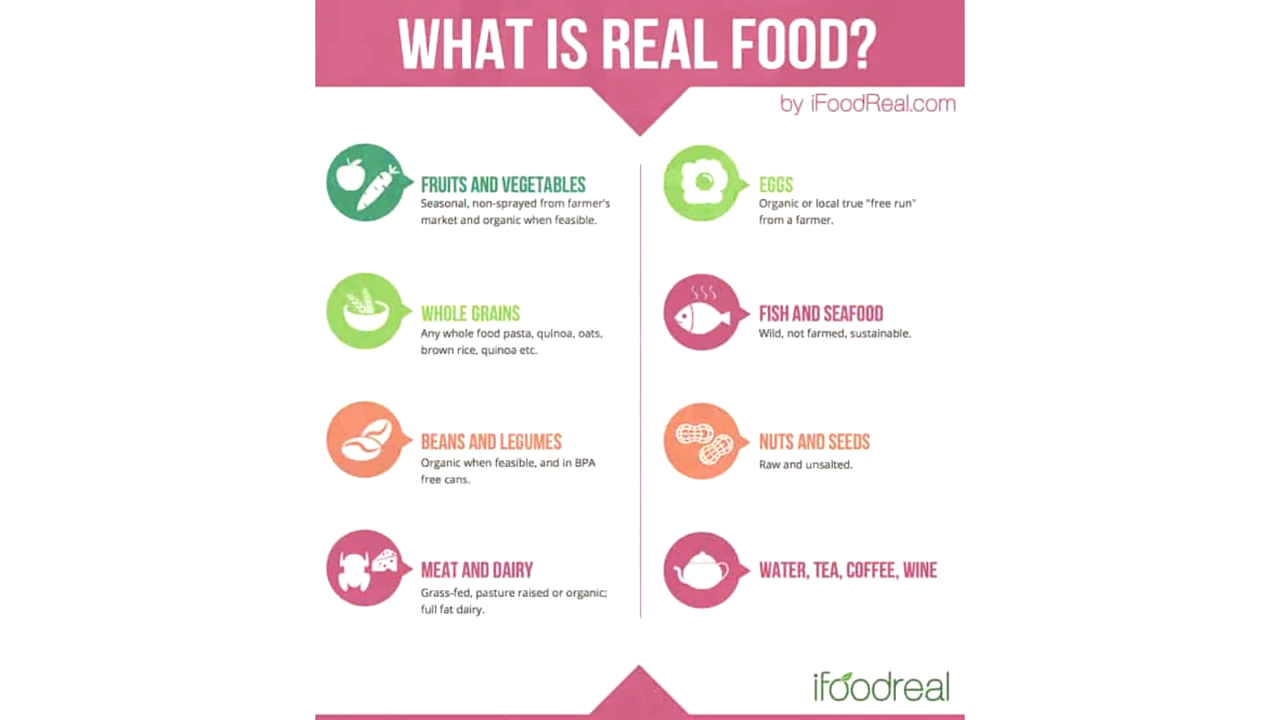 WHAT IS REAL FOOD?
by iFoodReal.com
FRUITS AND VEGETABLES
Seasonal, non-sprayed from farmer's
market and organic when feasible.
WHOLE GRAINS
Any whole food pasta, quinoa, oats,
brown rice, quinoa etc.
BEANS AND LEGUMES
Organic when feasible, and in BPA
free cans.
MEAT AND DAIRY
Grass-fed, pasture raised or organic;
full fat dairy.
EGGS
Organic or local true "free run"
from a farmer.
FISH AND SEAFOOD
Wild, not farmed, sustainable.
NUTS AND SEEDS
Raw and unsalted.
WATER, TEA, COFFEE, WINE
ifoodreal